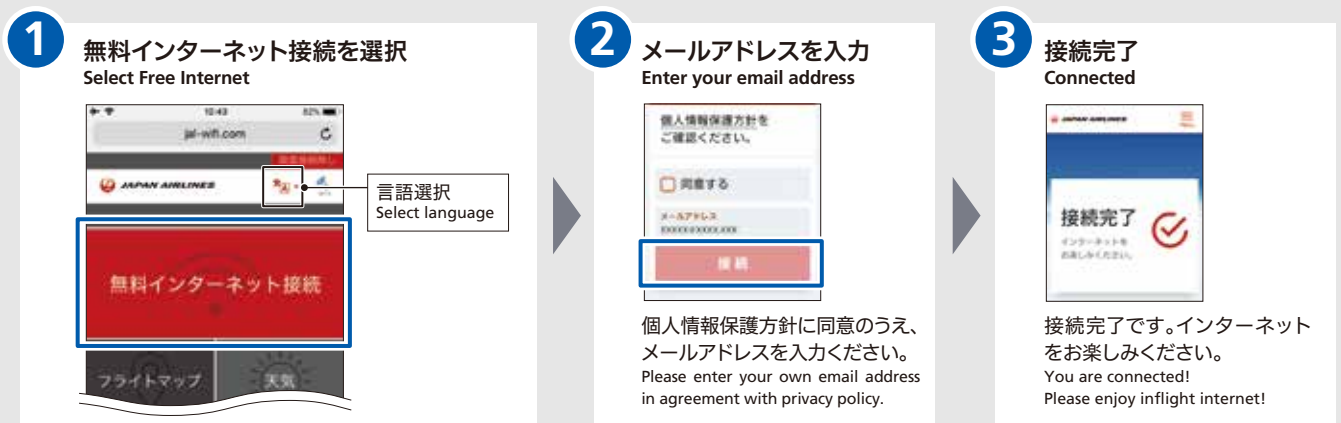 1
無料インターネット接続を選択
Select Free Internet
10:43
82%
jal-wifi.com
JAPAN AIRLINES
言語選択
Select language
無料インターネット接続
フライトマップ
天気
2
メールアドレスを入力
Enter your email address
個人情報保護方針を
ご確認ください。
同意する
メールアドレス
接続
個人情報保護方針に同意のうえ、
メールアドレスを入力ください。
Please enter your own email address
in agreement with privacy policy.
3
接続完了
Connected
JAPAN AIRLINES
接続完了
インターネットを
お楽しみください。
接続完了です。インターネット
をお楽しみください。
You are connected!
Please enjoy inflight internet!